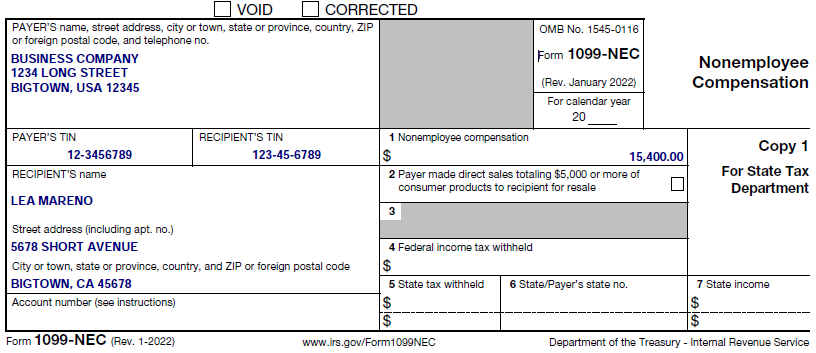 VOID CORRECTED
PAYER'S name, street address, city or town, state or province, country, ZIP
or foreign postal code, and telephone no.
BUSINESS COMPANY
1234 LONG STREET
BIGTOWN, USA 12345
OMB No. 1545-0116
Form 1099-NEC
(Rev. January 2022)
For calendar year
20 ____
Nonemployee
Compensation
PAYER'S TIN
12-3456789
RECIPIENT'S TIN
123-45-6789
1 Nonemployee compensation
$ 15,400.00
Copy 1
For State Tax
Department
RECIPIENT'S name
LEA MARENO
2 Payer made direct sales totaling $5,000 or more of
consumer products to recipient for resale
3
Street address (including apt. no.)
5678 SHORT AVENUE
4 Federal income tax withheld
$
City or town, state or province, country, and ZIP or foreign postal code
BIGTOWN, CA 45678
Account number (see instructions)
5 State tax withheld
$
$
6 State/Payer's state no.
7 State income
$
$
Form 1099-NEC (Rev. 1-2022)
www.irs.gov/Form1099NEC
Department of the Treasury - Internal Revenue Service